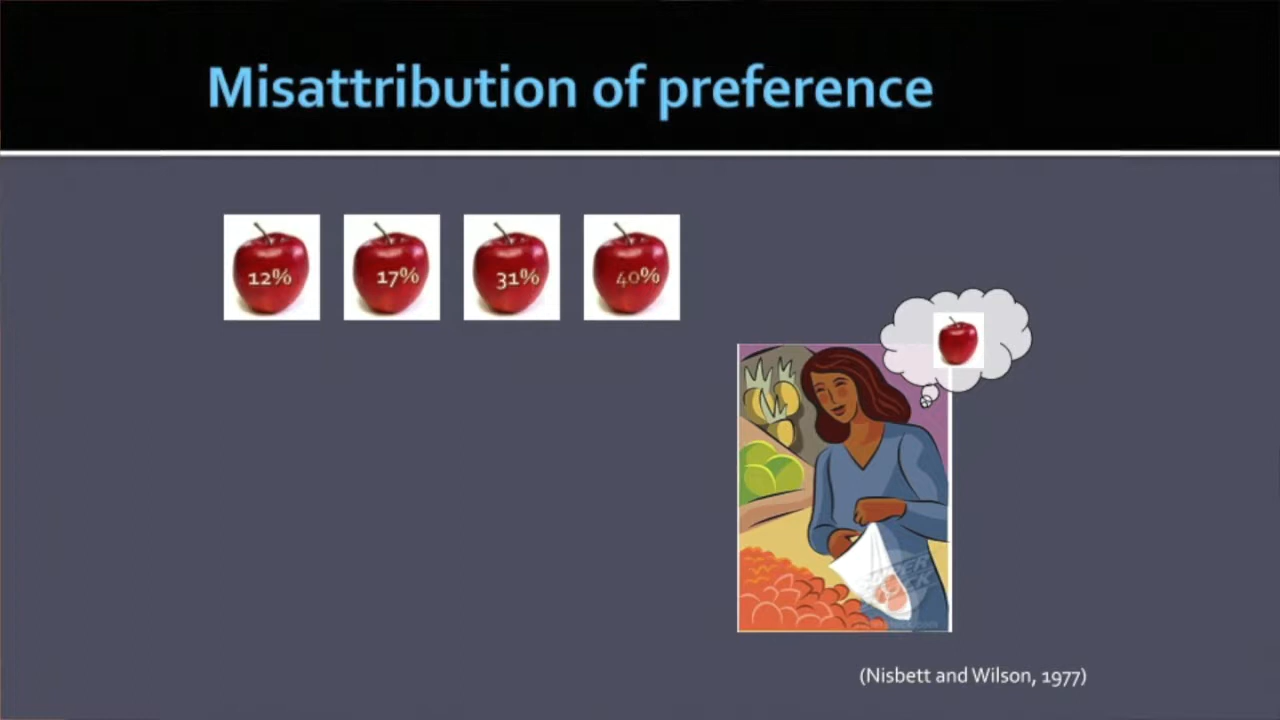 Misattribution of preference
12% 17% 31% 40%
(Nisbett and Wilson, 1977)